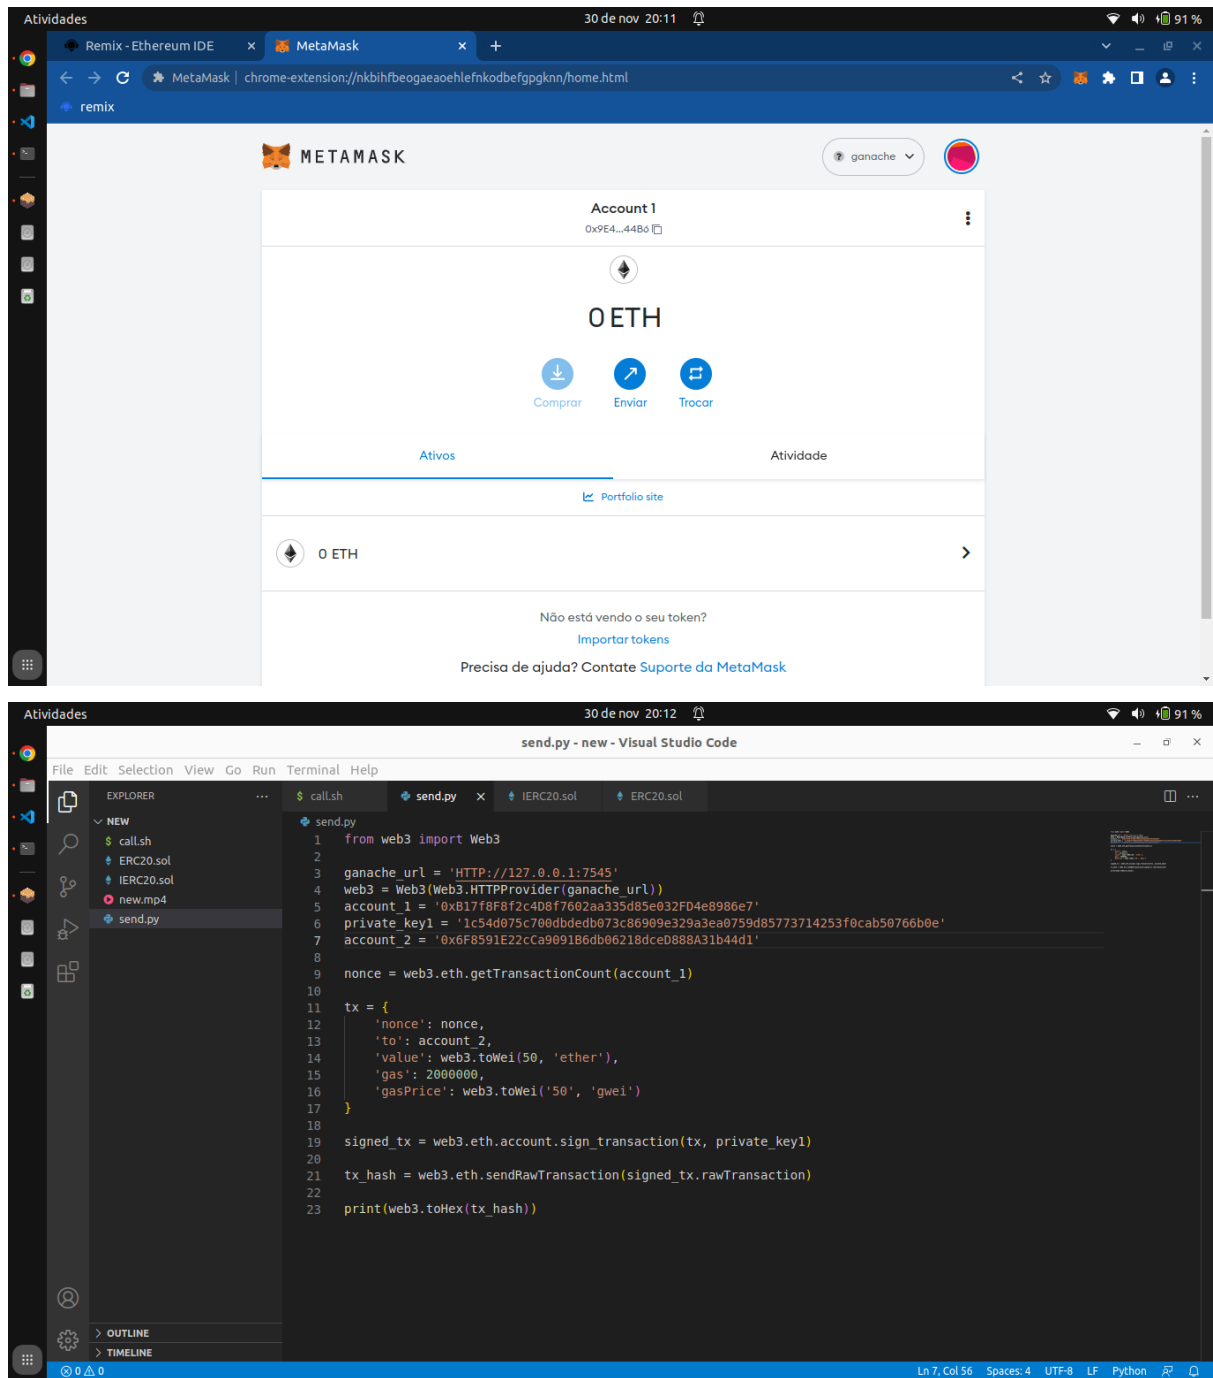 Atividades
30 de nov 20:11
91 %
Remix - Ethereum IDE
MetaMask
MetaMask | chrome-extension://nkbihfbeogaeaoehlefnkodbefgpgknn/home.html
remix
METAMASK
ganache
Account 1
0x9E4...44B6
0 ETH
Comprar
Enviar
Trocar
Ativos
Atividade
Portfolio site
0 ETH
Não está vendo o seu token?
Importar tokens
Precisa de ajuda? Contate Suporte da MetaMask
Atividades
30 de nov 20:12
91 %
send.py - new - Visual Studio Code
File Edit Selection View Go Run Terminal Help
EXPLORER
NEW
$ call.sh
ERC20.sol
IERC20.sol
new.mp4
send.py
OUTLINE
TIMELINE
$ call.sh
send.py
IERC20.sol
ERC20.sol
send.py
1 from web3 import Web3
2
3 ganache_url = 'HTTP://127.0.0.1:7545'
4 web3 = Web3(Web3.HTTPProvider(ganache_url))
5 account_1 = '0xB17f8F8f2c4D8f7602aa335d85e032FD4e8986e7'
6 private_key1 = '1c54d075c700dbdedb073c86909e329a3ea0759d85773714253f0cab50766b0e'
7 account_2 = '0x6F8591E22cCa9091B6db06218dceD888A31b44d1'
8
9 nonce = web3.eth.getTransactionCount(account_1)
10
11 tx = {
12 'nonce': nonce,
13 'to': account_2,
14 'value': web3.toWei(50, 'ether'),
15 'gas': 2000000,
16 'gasPrice': web3.toWei('50', 'gwei')
17 }
18
19 signed_tx = web3.eth.account.sign_transaction(tx, private_key1)
20
21 tx_hash = web3.eth.sendRawTransaction(signed_tx.rawTransaction)
22
23 print(web3.toHex(tx_hash))
0 0
Ln 7, Col 56 Spaces: 4 UTF-8 LF Python